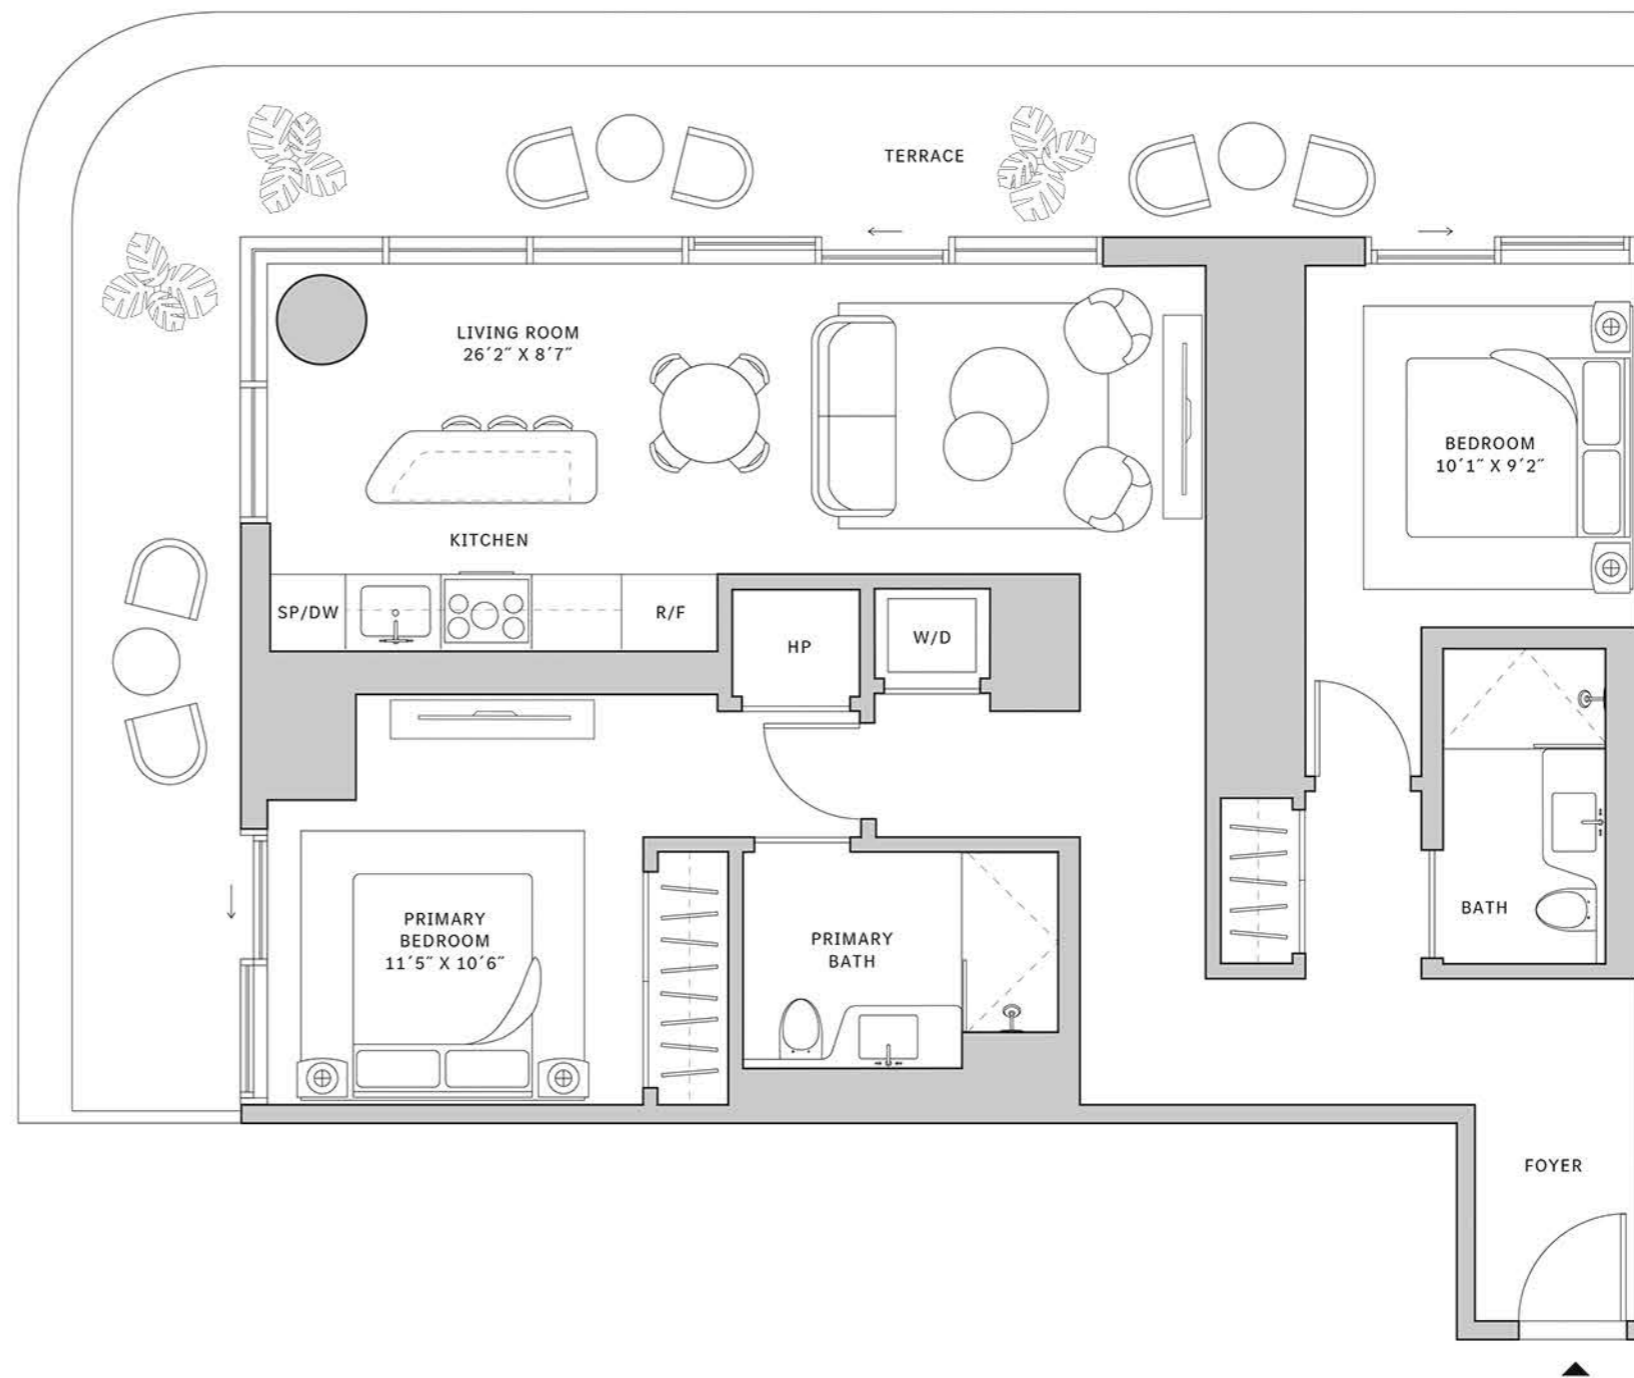 TERRACE
LIVING ROOM
26´2˝ X 8´7˝
BEDROOM
10´1˝ X 9´2˝
KITCHEN
SP/DW
R/F
HP
W/D
PRIMARY
BEDROOM
11´5˝ X 10´6˝
PRIMARY
BATH
BATH
FOYER